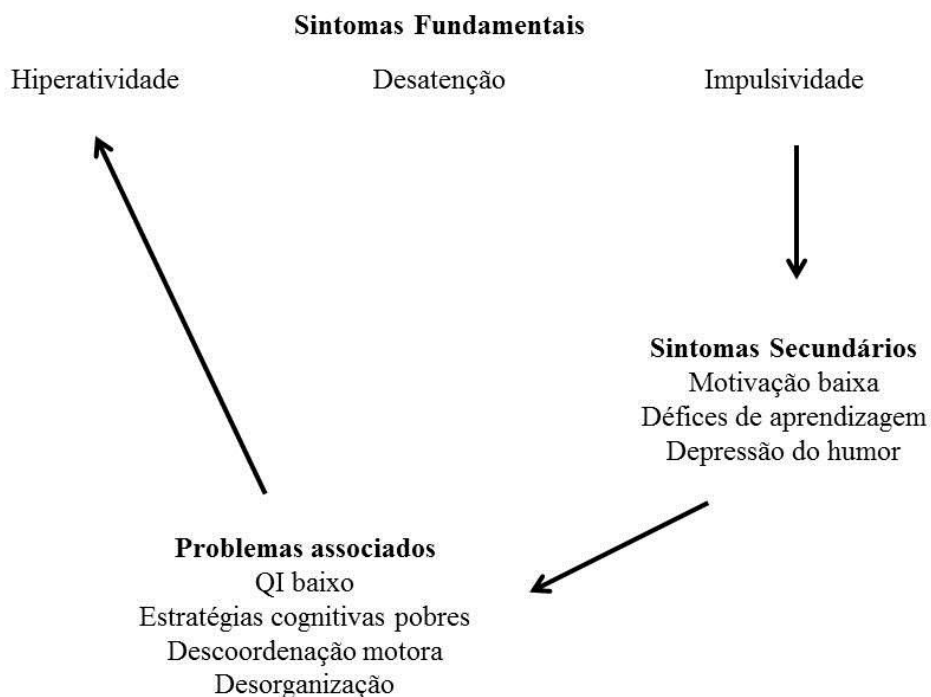 Sintomas Fundamentais
Hiperatividade Desatenção Impulsividade
Sintomas Secundários
Motivação baixa
Défices de aprendizagem
Depressão do humor
Problemas associados
QI baixo
Estratégias cognitivas pobres
Descoordenação motora
Desorganização